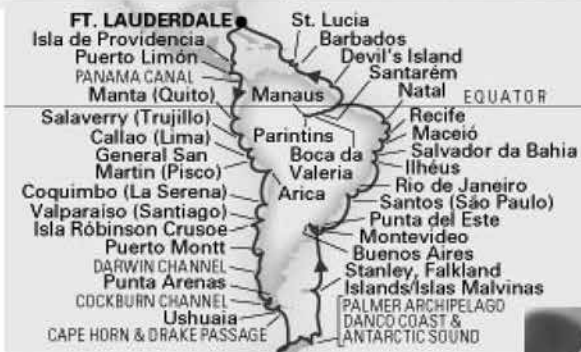 FT. LAUDERDALE
Isla de Providencia
Puerto Limón
PANAMA CANAL
Manta (Quito)
Salaverry (Trujillo)
Callao (Lima)
General San
Martin (Pisco)
Coquimbo (La Serena)
Valparaíso (Santiago)
Isla Róbinson Crusoe
Puerto Montt
DARWIN CHANNEL
Punta Arenas
COCKBURN CHANNEL
Ushuaia
CAPE HORN & DRAKE PASSAGE
Manaus
Parintins
Boca da
Valeria
Arica
St. Lucia
Barbados
Devil's Island
Santarém
Natal
EQUATOR
Recife
Maceió
Salvador da Bahia
Ilhéus
Rio de Janeiro
Santos (São Paulo)
Punta del Este
Montevideo
Buenos Aires
Stanley, Falkland
Islands/Islas Malvinas
PALMER ARCHIPELAGO
DANCO COAST &
ANTARCTIC SOUND